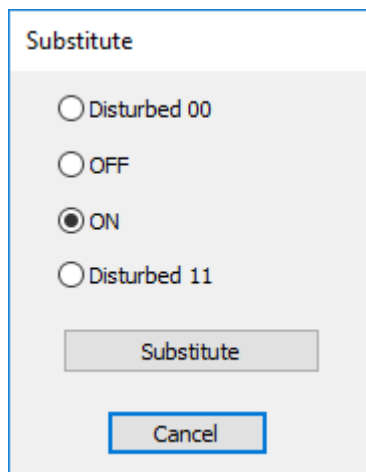 Substitute
Disturbed 00
OFF
ON
Disturbed 11
Substitute
Cancel